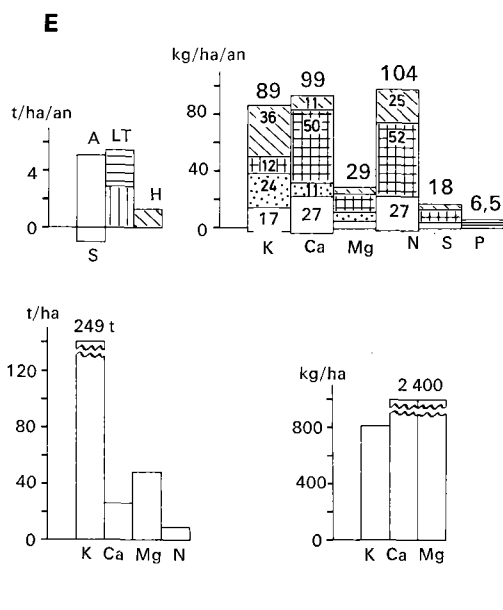 E
t/ha/an
4
0
A
LT
H
S
kg/ha/an
80
40
0
89
99
29
104
18
6,5
36
12
24
17
11
50
11
27
25
52
27
K Ca Mg N S P
t/ha
249 t
120
80
40
0
K Ca Mg N
kg/ha
2 400
800
400
0
K Ca Mg